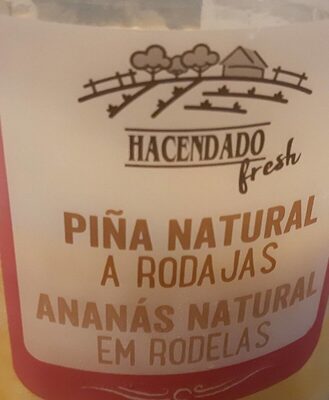 HACENDADO
fresh
PIÑA NATURAL
A RODAJAS
ANANÁS NATURAL
EM RODELAS